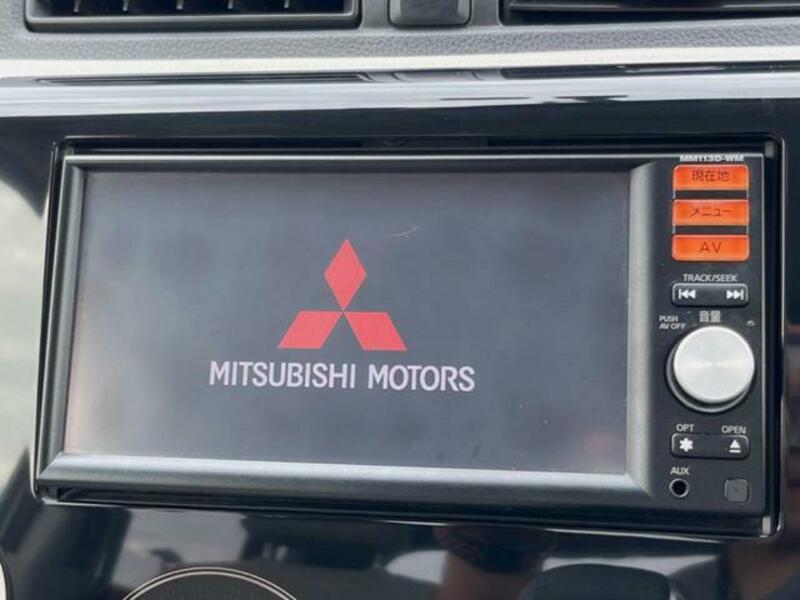 MM113D-WM
現在地
メニュー
AV
TRACK/SEEK
音量
PUSH
AV OFF
MITSUBISHI MOTORS
OPT
OPEN
AUX